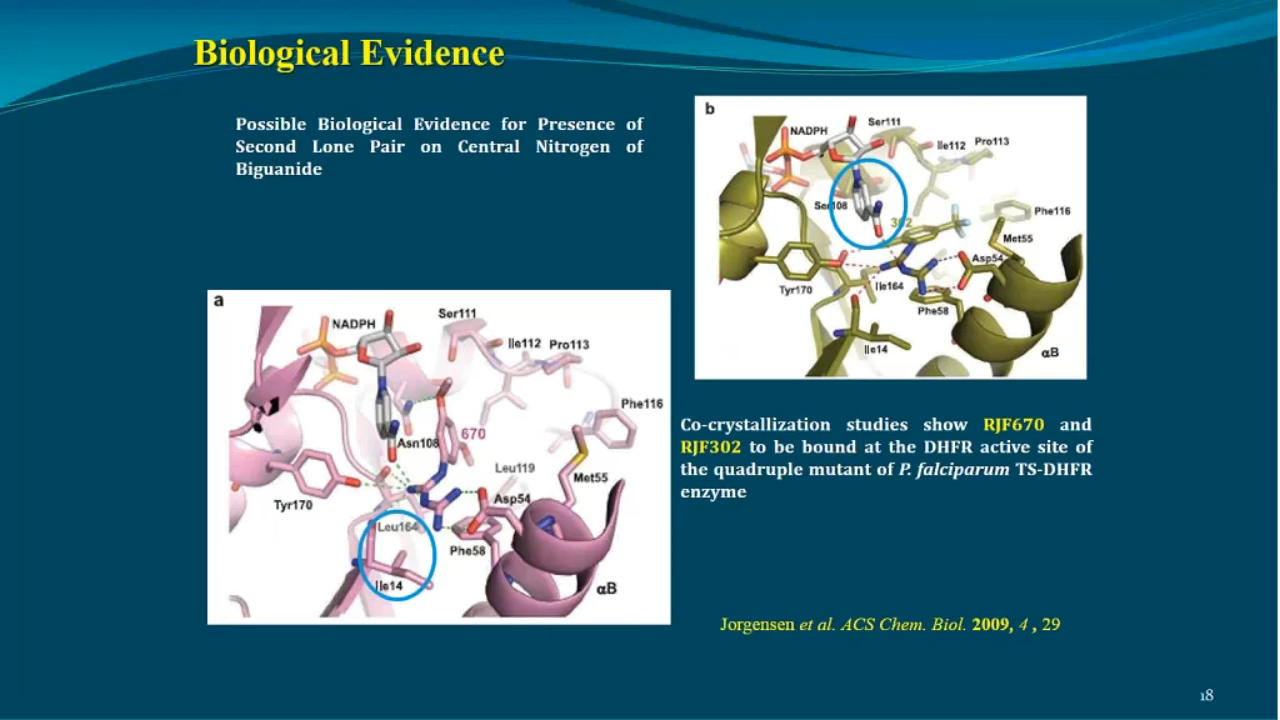 Biological Evidence
Possible Biological Evidence for Presence of
Second Lone Pair on Central Nitrogen of
Biguanide
b
NADPH
Ser111
Ile112
Pro113
Ser108
302
Phe116
Met55
Asp54
Tyr170
Ile164
Phe58
Ile14
αB
a
NADPH
Ser111
Ile112
Pro113
Phe116
Asn108
670
Leu119
Met55
Asp54
Tyr170
Leu164
Phe58
Ile14
αB
Co-crystallization studies show RJF670 and
RJF302 to be bound at the DHFR active site of
the quadruple mutant of P. falciparum TS-DHFR
enzyme
Jorgensen et al. ACS Chem. Biol. 2009, 4 , 29
18